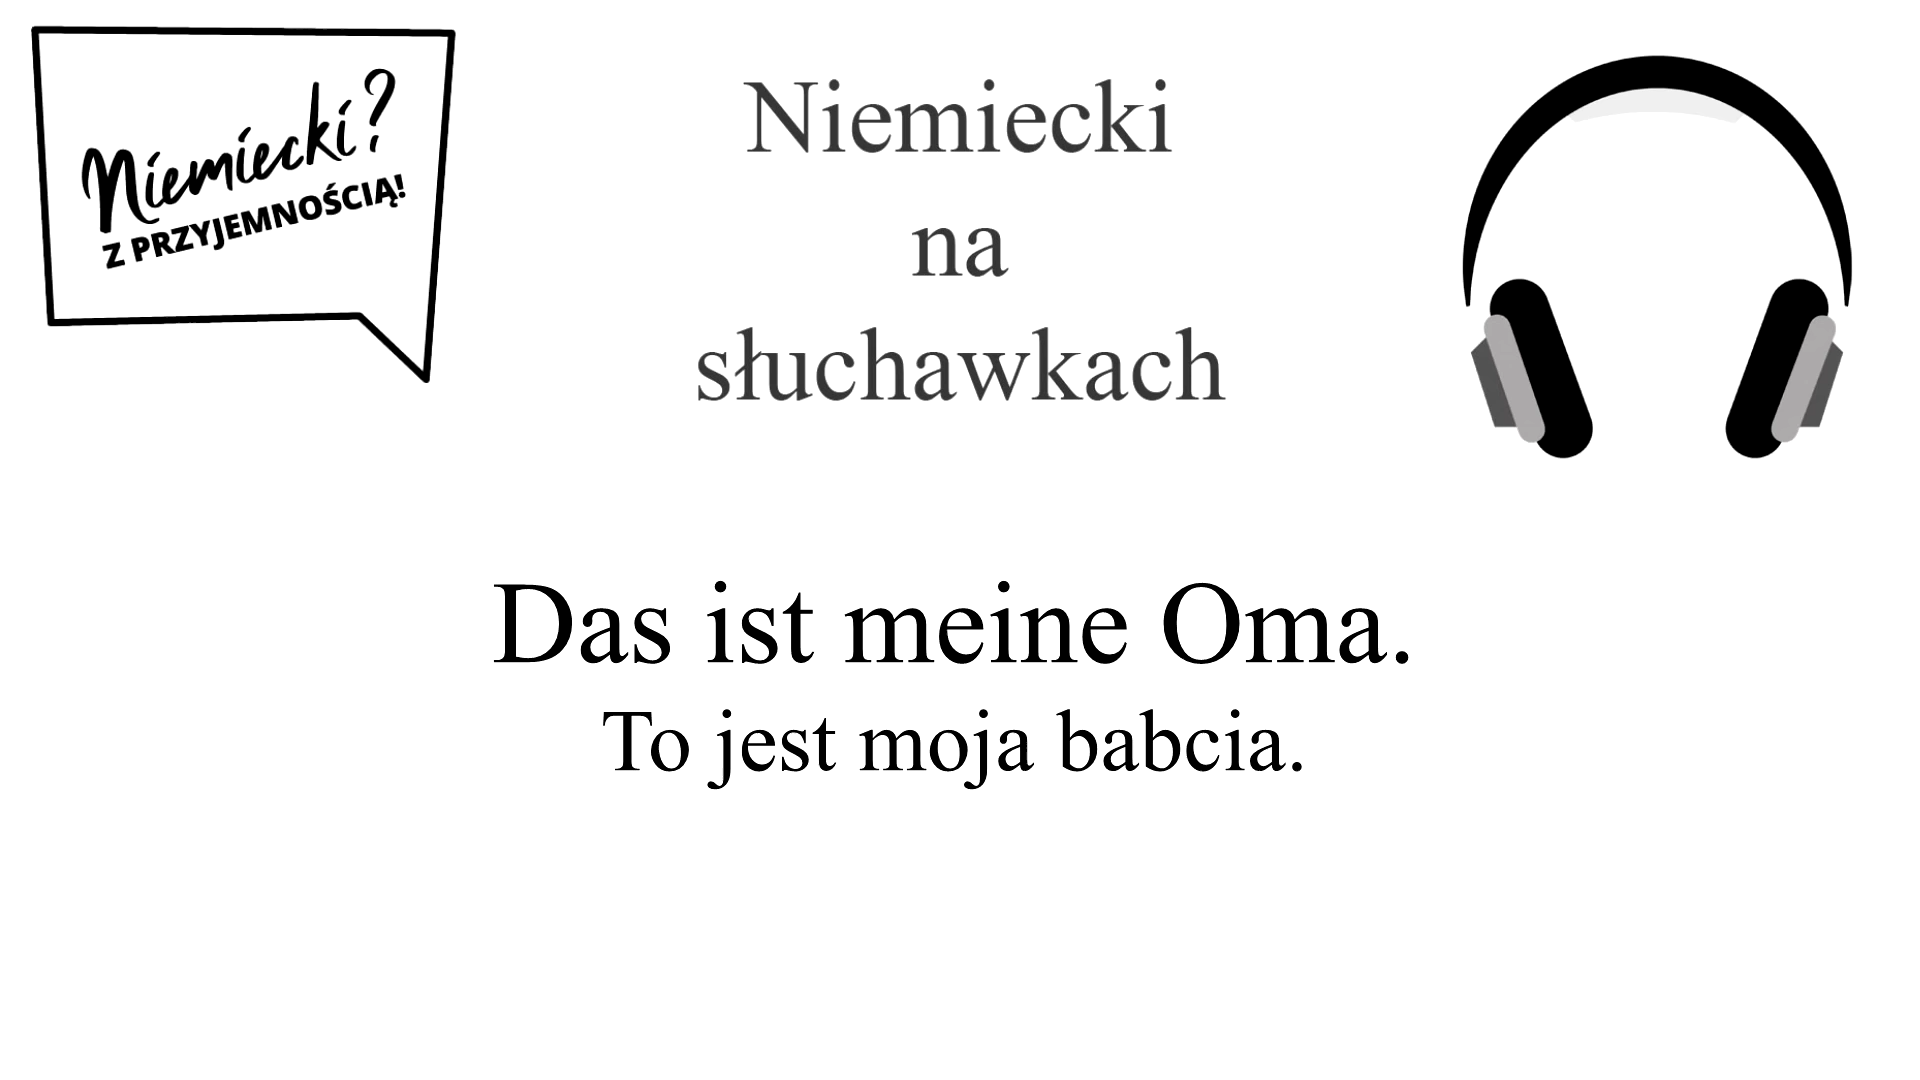 Niemiecki?
Z PRZYJEMNOŚCIĄ!
Niemiecki
na
słuchawkach
Das ist meine Oma.
To jest moja babcia.